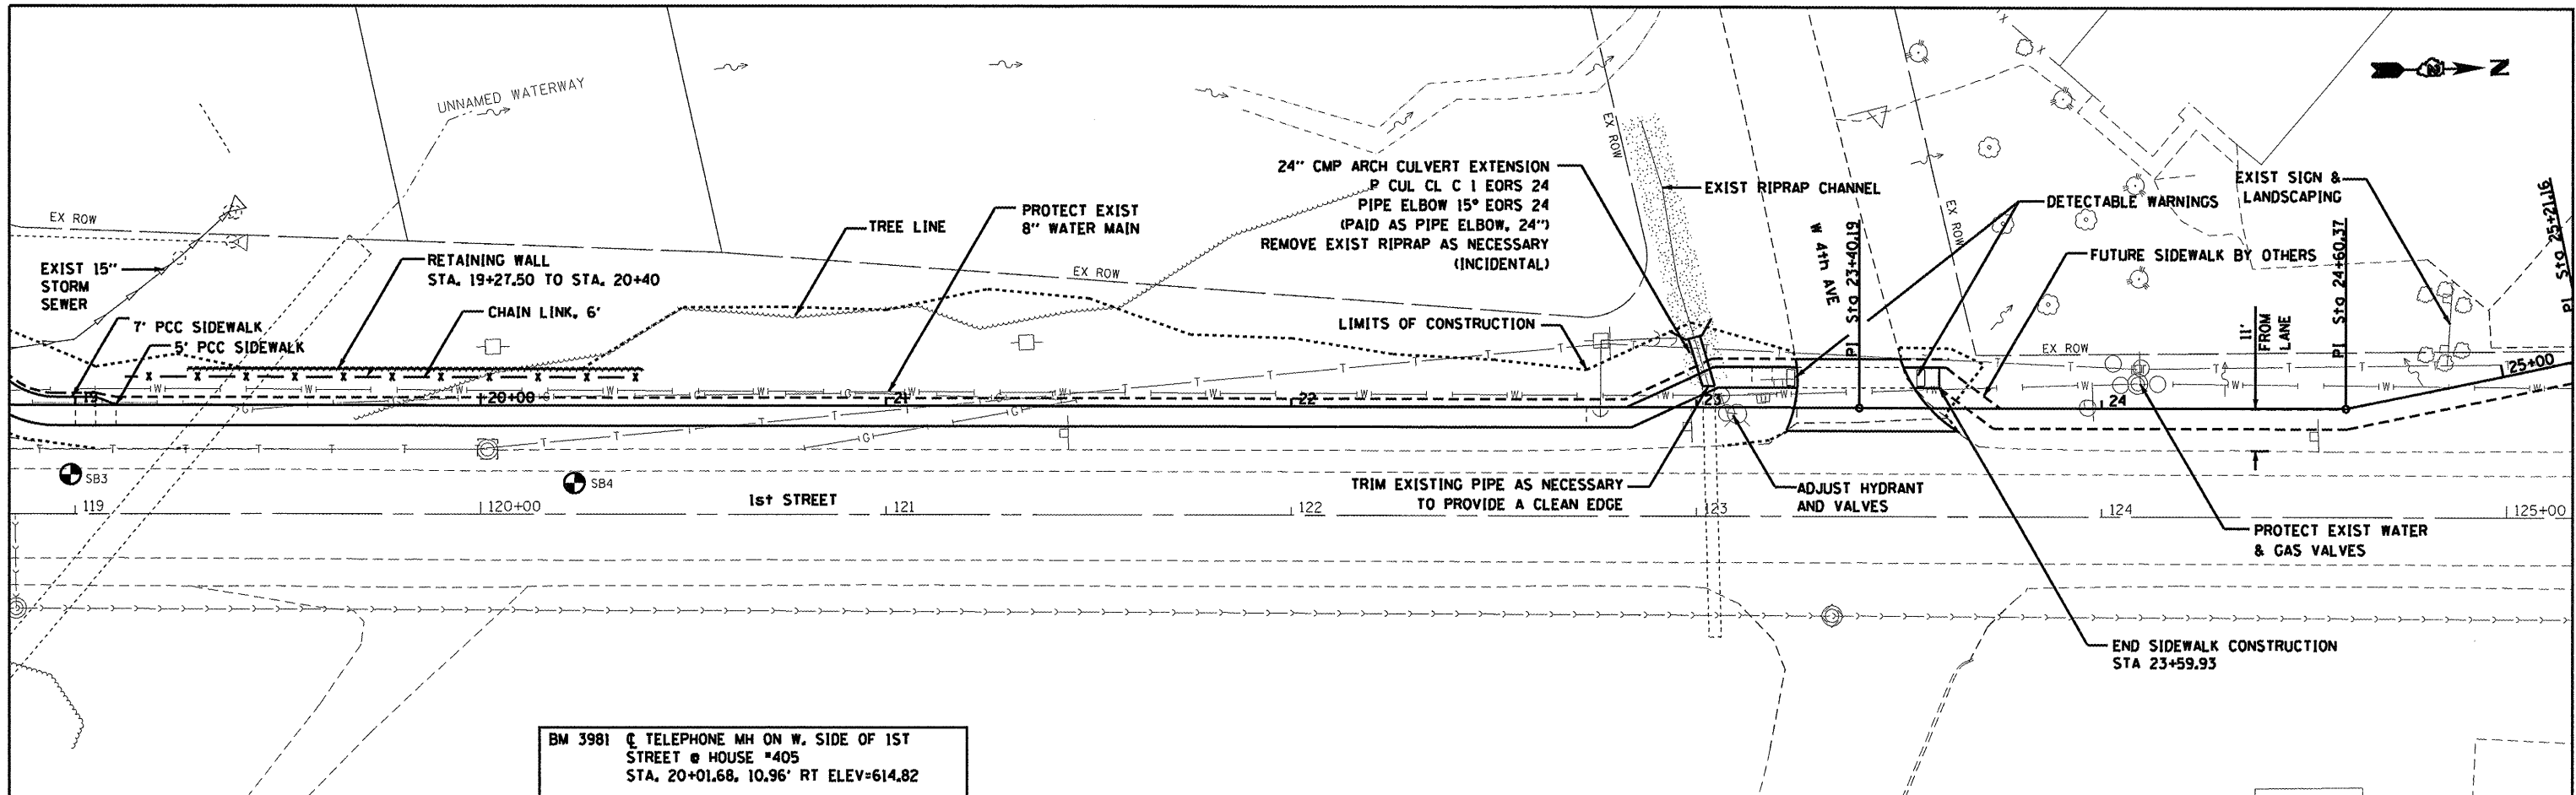 UNNAMED WATERWAY
N
EX ROW
24" CMP ARCH CULVERT EXTENSION
P CUL CL C 1 EORS 24
PIPE ELBOW 15° EORS 24
(PAID AS PIPE ELBOW, 24")
REMOVE EXIST RIPRAP AS NECESSARY
(INCIDENTAL)
EXIST RIPRAP CHANNEL
DETECTABLE WARNINGS
EXIST SIGN &
LANDSCAPING
EX ROW
EXIST 15"
STORM
SEWER
RETAINING WALL
STA. 19+27.50 TO STA. 20+40
TREE LINE
PROTECT EXIST
8" WATER MAIN
EX ROW
EX ROW
W 4th AVE
PI Sta 23+40.19
FUTURE SIDEWALK BY OTHERS
PI Sta 24+60.37
PI Sta 25+21.16
7' PCC SIDEWALK
5' PCC SIDEWALK
CHAIN LINK, 6'
LIMITS OF CONSTRUCTION
11'
FROM
LANE
EX ROW
19
20+00
21
22
23
24
25+00
SB3
SB4
1st STREET
TRIM EXISTING PIPE AS NECESSARY
TO PROVIDE A CLEAN EDGE
ADJUST HYDRANT
AND VALVES
119
120+00
121
122
123
124
125+00
PROTECT EXIST WATER
& GAS VALVES
END SIDEWALK CONSTRUCTION
STA 23+59.93
BM 3981 ℄ TELEPHONE MH ON W. SIDE OF 1ST
STREET @ HOUSE #405
STA. 20+01.68, 10.96' RT ELEV=614.82